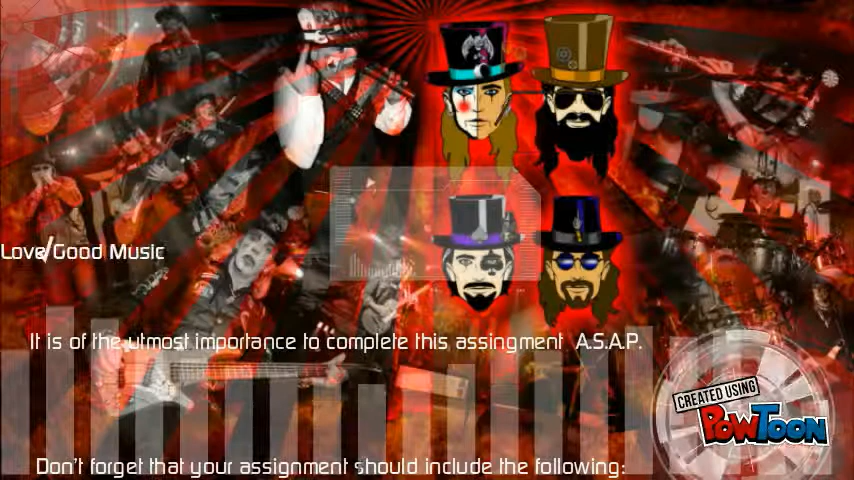 Love/Good Music
It is of the utmost importance to complete this assingment A.S.A.P.
Don't forget that your assignment should include the following:
CREATED USING
POWTOON